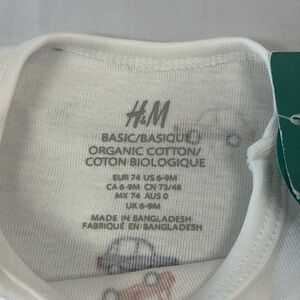 H&M
BASIC/BASIQUE
ORGANIC COTTON/
COTON BIOLOGIQUE
EUR 74 US 6-9M
CA 6-9M CN 73/48
MX 74 AUS 0
UK 6-9M
MADE IN BANGLADESH
FABRIQUÉ EN BANGLADESH